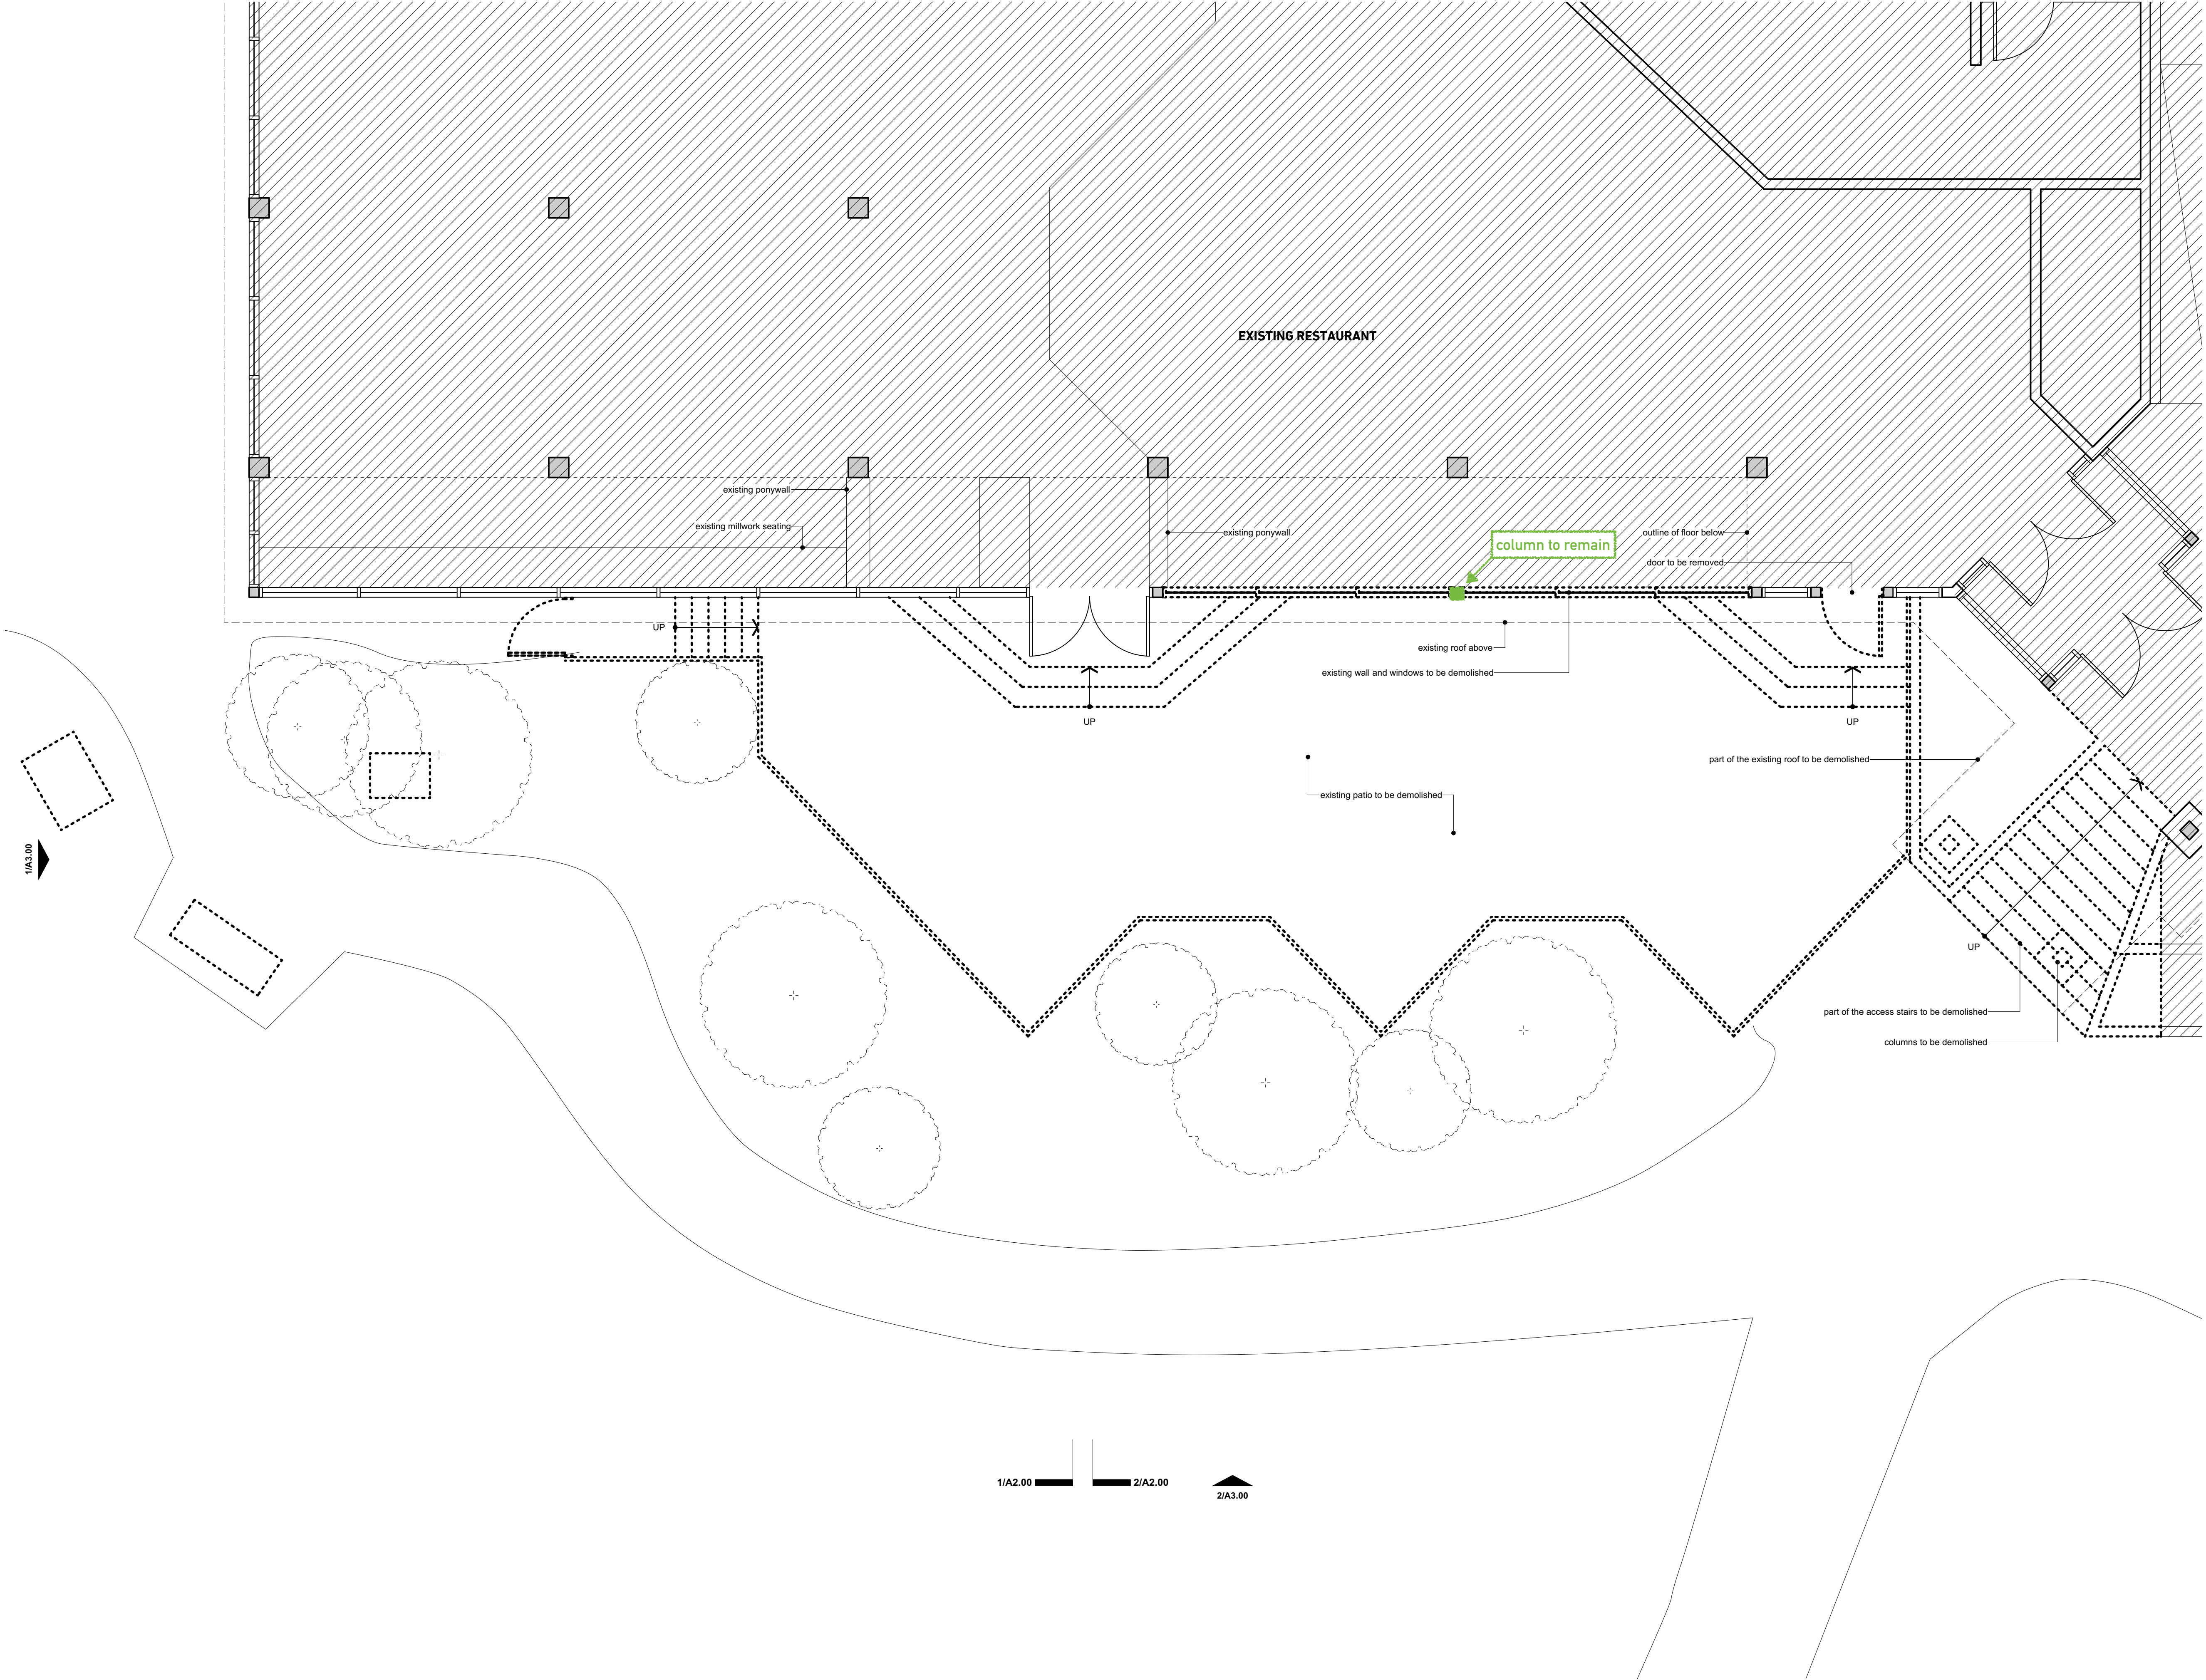 EXISTING RESTAURANT
existing ponywall
existing millwork seating
existing ponywall
column to remain
outline of floor below
door to be removed
UP
existing roof above
existing wall and windows to be demolished
UP
UP
part of the existing roof to be demolished
existing patio to be demolished
1/A3.00
UP
part of the access stairs to be demolished
columns to be demolished
1/A2.00
2/A2.00
2/A3.00